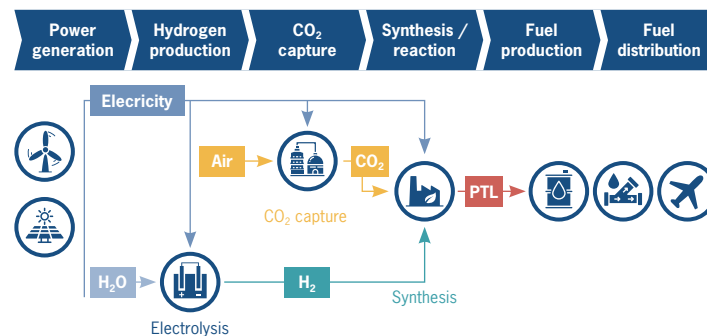 Power
generation
Hydrogen
production
CO₂
capture
Synthesis /
reaction
Fuel
production
Fuel
distribution
Elecricity
Air
CO₂
PTL
CO₂ capture
H₂O
H₂
Synthesis
Electrolysis